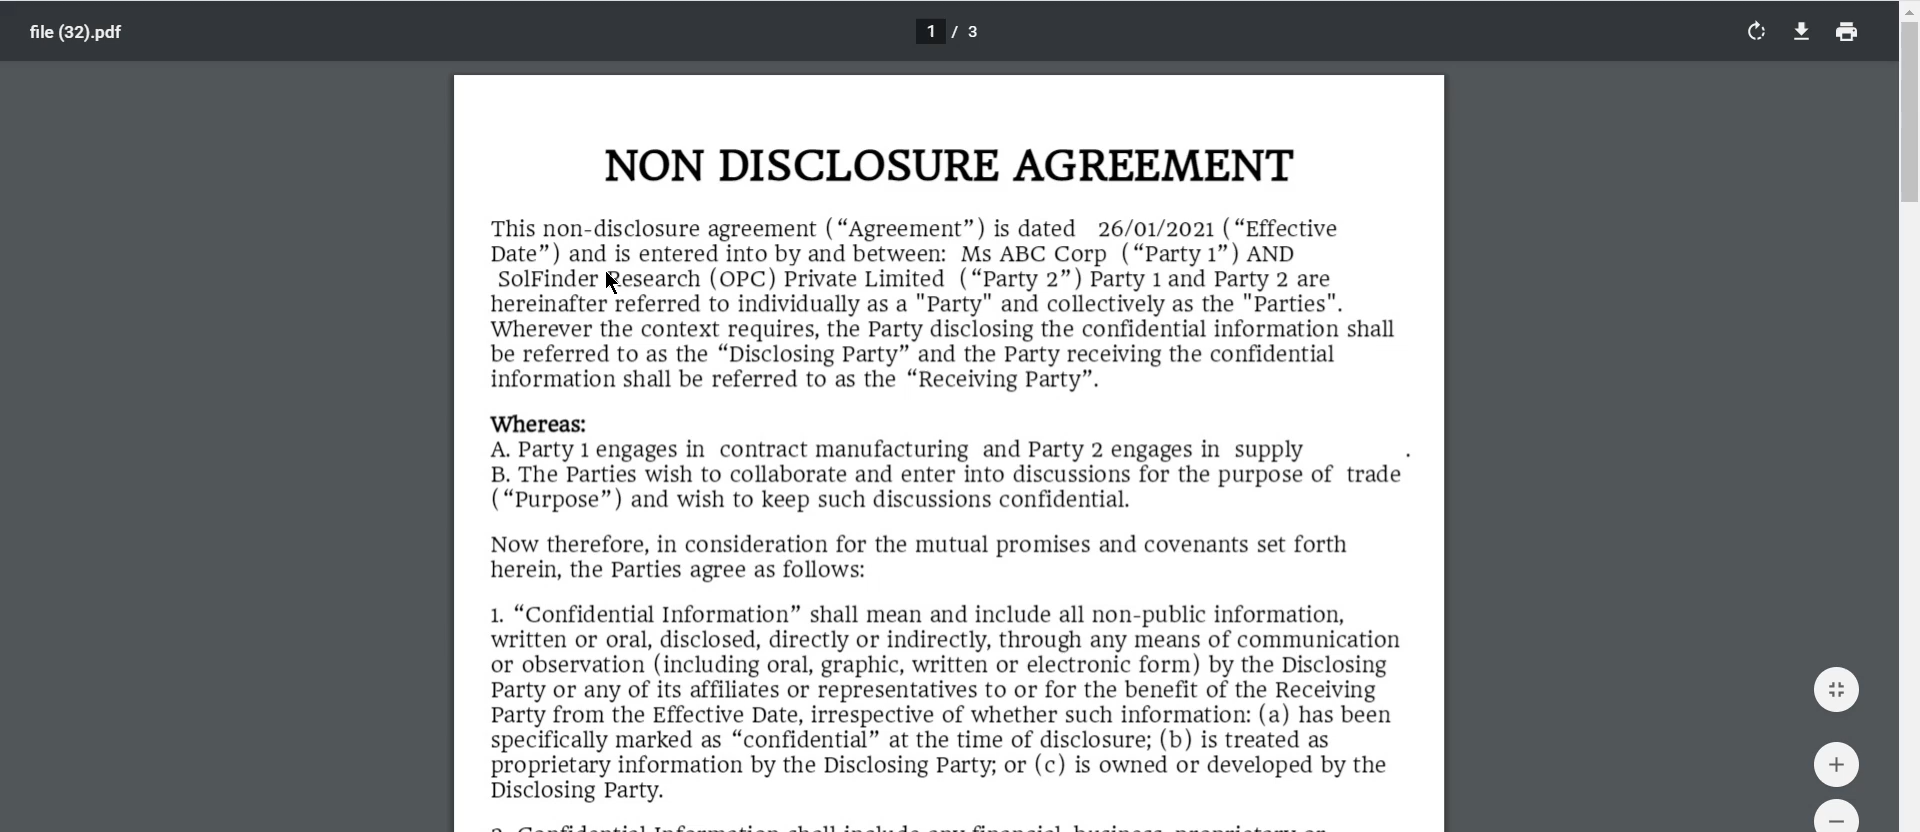 file (32).pdf
1 / 3
NON DISCLOSURE AGREEMENT
This non-disclosure agreement (“Agreement”) is dated 26/01/2021 (“Effective
Date”) and is entered into by and between: Ms ABC Corp (“Party 1”) AND
SolFinder Research (OPC) Private Limited (“Party 2”) Party 1 and Party 2 are
hereinafter referred to individually as a "Party" and collectively as the "Parties".
Wherever the context requires, the Party disclosing the confidential information shall
be referred to as the “Disclosing Party” and the Party receiving the confidential
information shall be referred to as the “Receiving Party”.
Whereas:
A. Party 1 engages in contract manufacturing and Party 2 engages in supply .
B. The Parties wish to collaborate and enter into discussions for the purpose of trade
(“Purpose”) and wish to keep such discussions confidential.
Now therefore, in consideration for the mutual promises and covenants set forth
herein, the Parties agree as follows:
1. “Confidential Information” shall mean and include all non-public information,
written or oral, disclosed, directly or indirectly, through any means of communication
or observation (including oral, graphic, written or electronic form) by the Disclosing
Party or any of its affiliates or representatives to or for the benefit of the Receiving
Party from the Effective Date, irrespective of whether such information: (a) has been
specifically marked as “confidential” at the time of disclosure; (b) is treated as
proprietary information by the Disclosing Party; or (c) is owned or developed by the
Disclosing Party.
2. Confidential Information shall include any financial, business, proprietary or